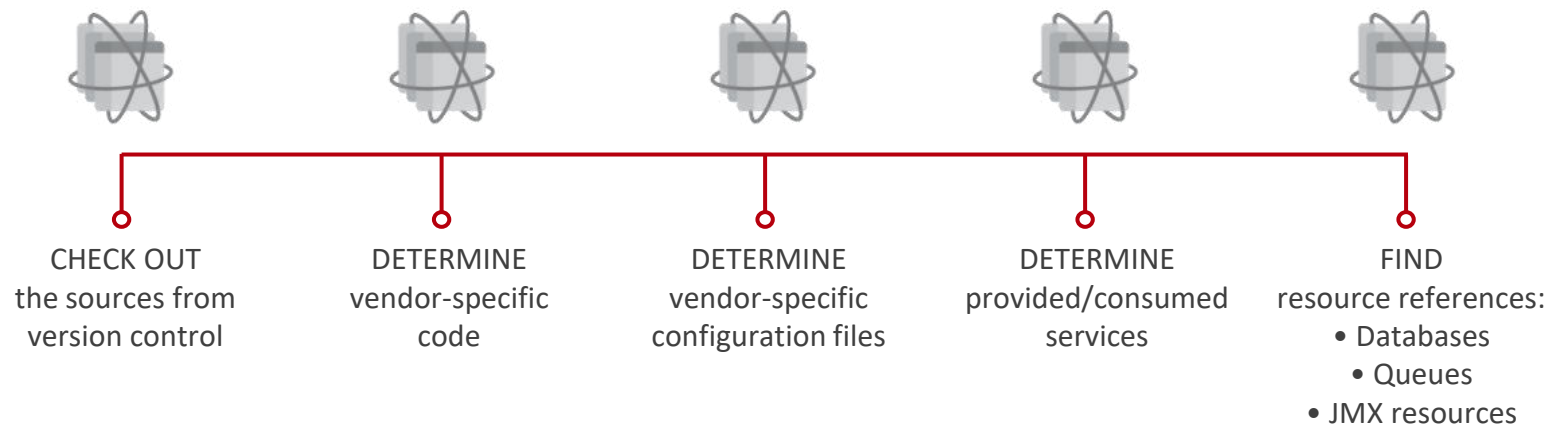 CHECK OUT
the sources from
version control
DETERMINE
vendor-specific
code
DETERMINE
vendor-specific
configuration files
DETERMINE
provided/consumed
services
FIND
resource references:
• Databases
• Queues
• JMX resources